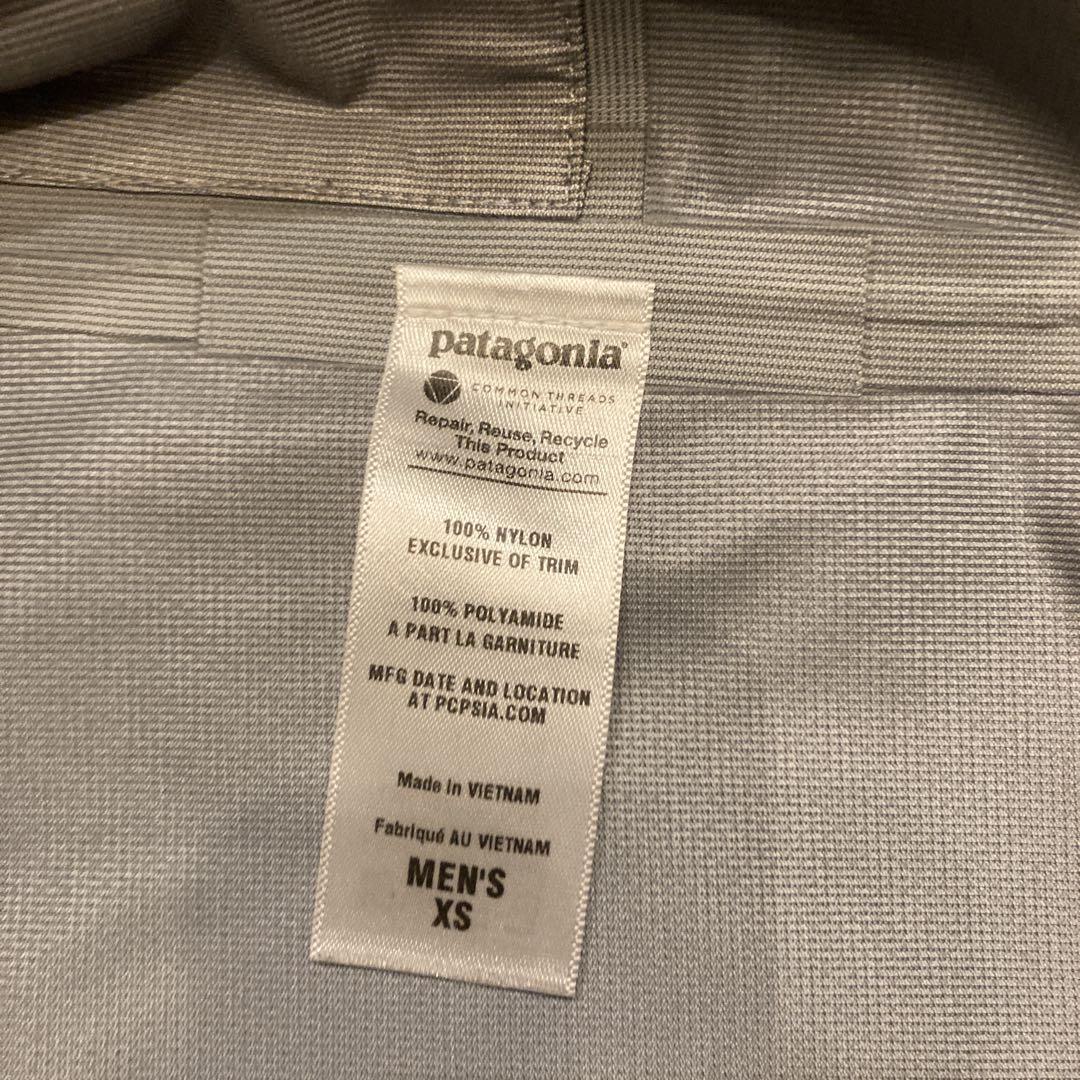 patagonia®
COMMON THREADS
INITIATIVE
Repair, Reuse, Recycle
This Product
www.patagonia.com
100% NYLON
EXCLUSIVE OF TRIM
100% POLYAMIDE
A PART LA GARNITURE
MFG DATE AND LOCATION
AT PCPSIA.COM
Made in VIETNAM
Fabriqué AU VIETNAM
MEN'S
XS